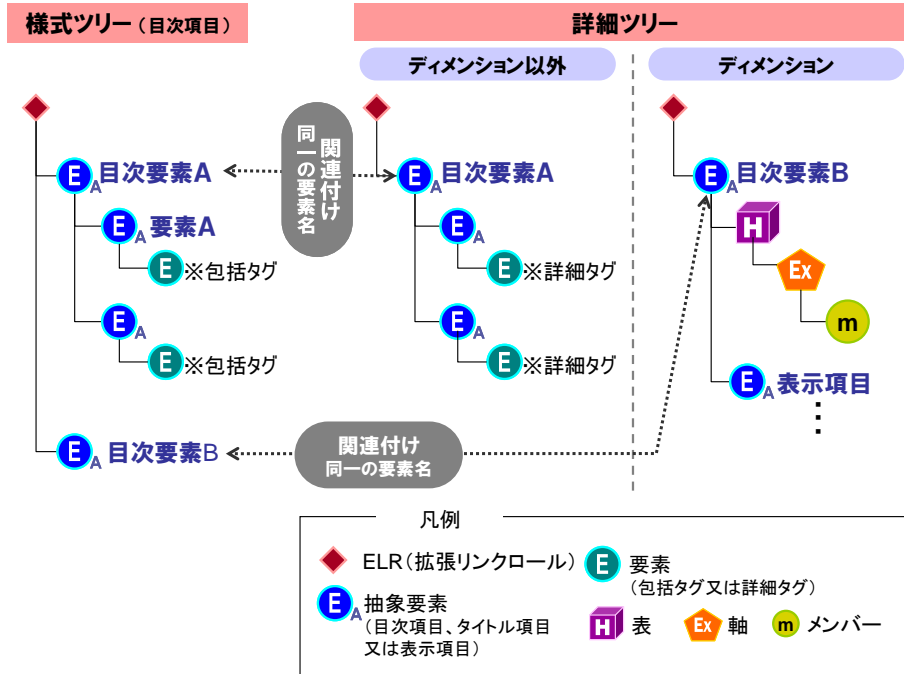 様式ツリー（目次項目）
詳細ツリー
ディメンション以外
ディメンション
関連付け
同一の要素名
E A 目次要素A
E A 要素A
E ※包括タグ
E A
E ※包括タグ
E A 目次要素B
E A 目次要素A
E A
E ※詳細タグ
E A
E ※詳細タグ
E A 目次要素B
H
Ex
m
E A 表示項目
関連付け
同一の要素名
凡例
ELR（拡張リンクロール）
E 要素
（包括タグ又は詳細タグ）
E A 抽象要素
（目次項目、タイトル項目
又は表示項目）
H 表
Ex 軸
m メンバー